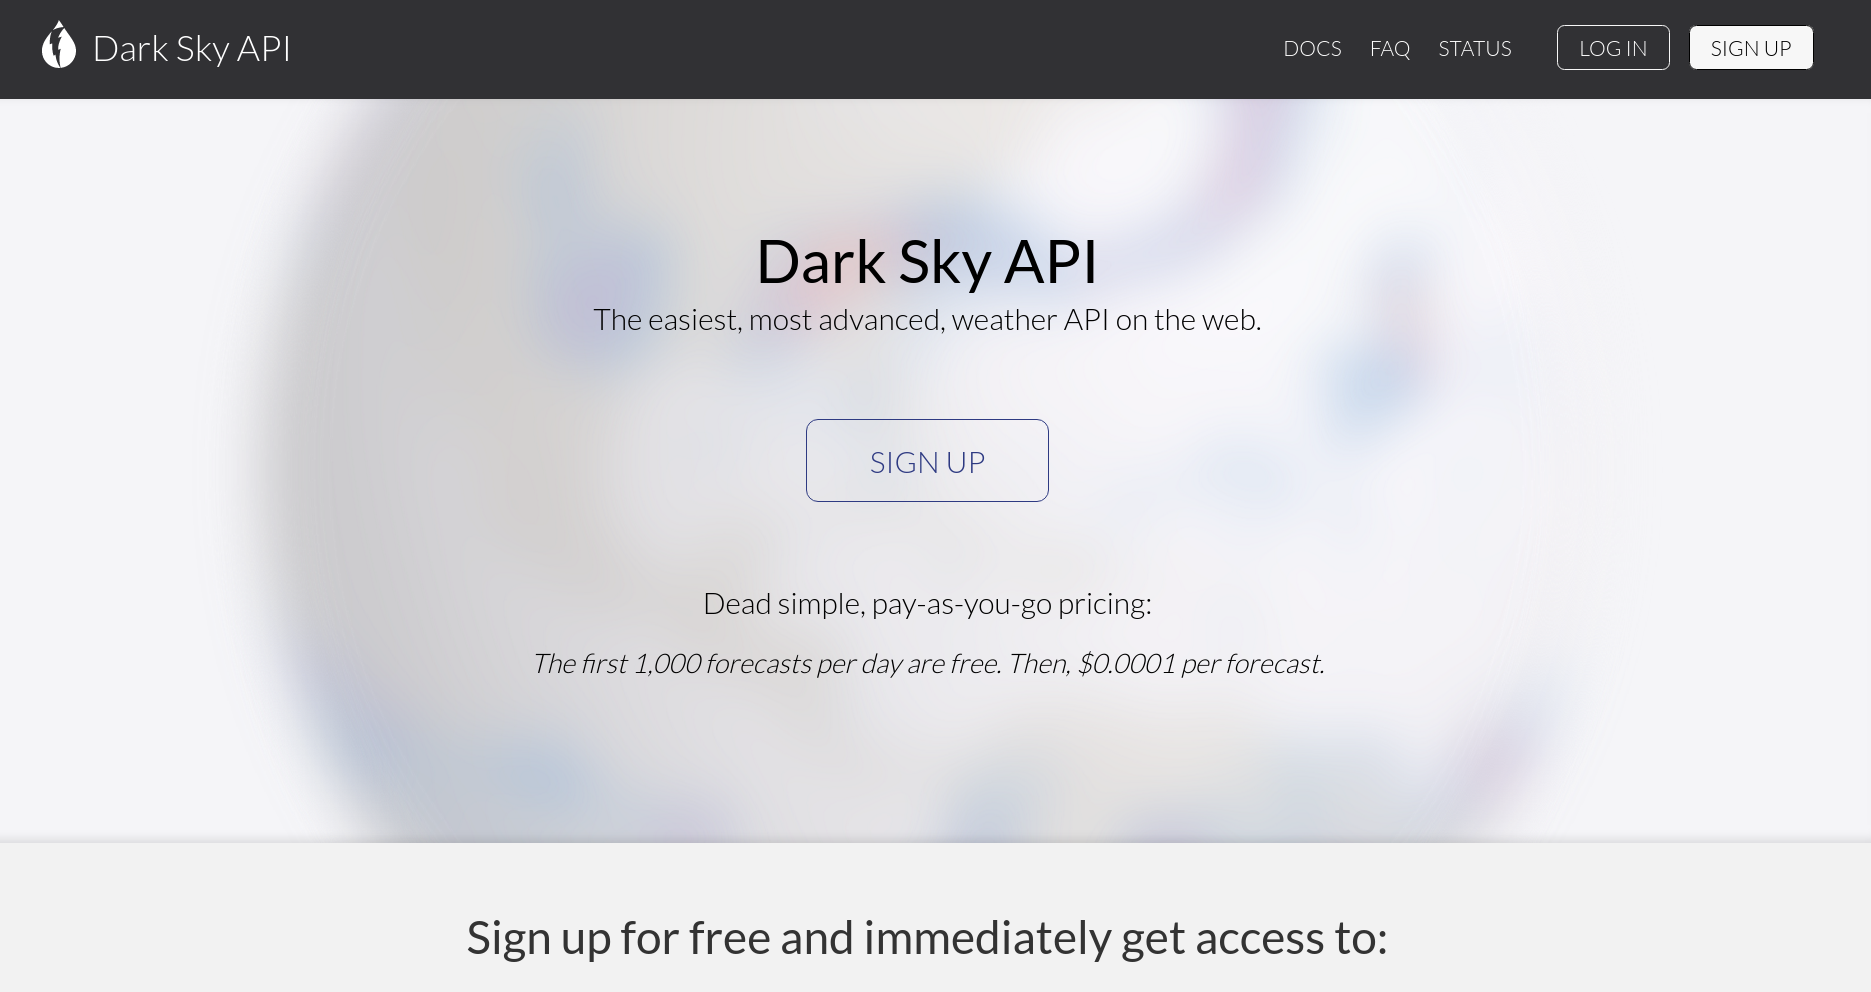 Dark Sky API
DOCS FAQ STATUS LOG IN SIGN UP
Dark Sky API
The easiest, most advanced, weather API on the web.
SIGN UP
Dead simple, pay-as-you-go pricing:
The first 1,000 forecasts per day are free. Then, $0.0001 per forecast.
Sign up for free and immediately get access to: